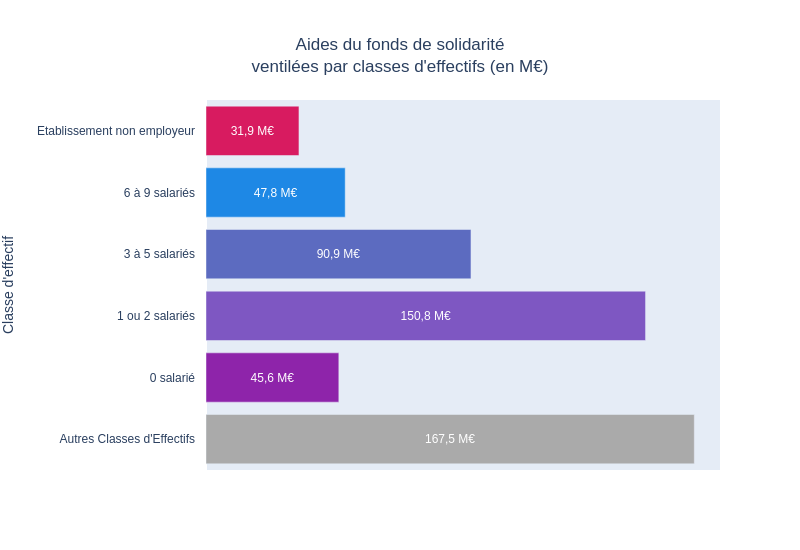 Aides du fonds de solidarité
ventilées par classes d'effectifs (en M€)
Classe d'effectif
Etablissement non employeur
31,9 M€
6 à 9 salariés
47,8 M€
3 à 5 salariés
90,9 M€
1 ou 2 salariés
150,8 M€
0 salarié
45,6 M€
Autres Classes d'Effectifs
167,5 M€